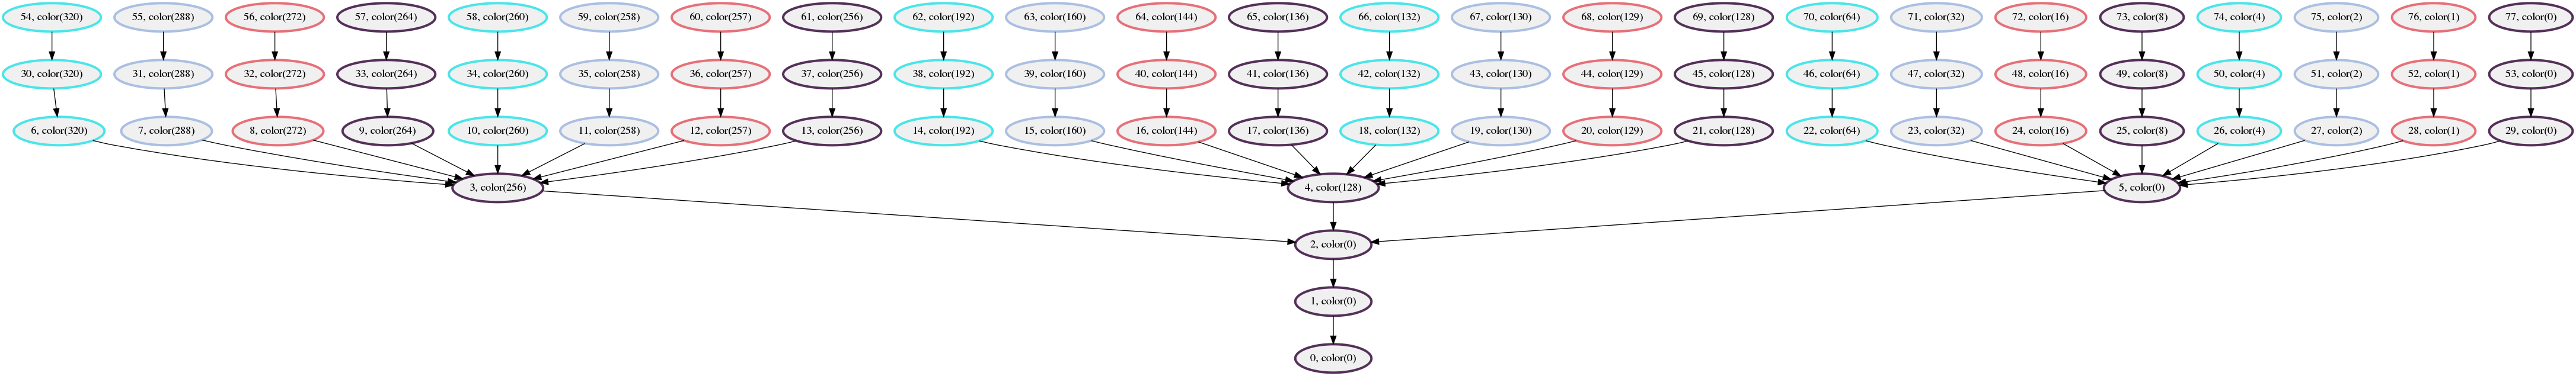 54, color(320) 55, color(288) 56, color(272) 57, color(264) 58, color(260) 59, color(258) 60, color(257) 61, color(256) 62, color(192) 63, color(160) 64, color(144) 65, color(136) 66, color(132) 67, color(130) 68, color(129) 69, color(128) 70, color(64) 71, color(32) 72, color(16) 73, color(8) 74, color(4) 75, color(2) 76, color(1) 77, color(0)
30, color(320) 31, color(288) 32, color(272) 33, color(264) 34, color(260) 35, color(258) 36, color(257) 37, color(256) 38, color(192) 39, color(160) 40, color(144) 41, color(136) 42, color(132) 43, color(130) 44, color(129) 45, color(128) 46, color(64) 47, color(32) 48, color(16) 49, color(8) 50, color(4) 51, color(2) 52, color(1) 53, color(0)
6, color(320) 7, color(288) 8, color(272) 9, color(264) 10, color(260) 11, color(258) 12, color(257) 13, color(256) 14, color(192) 15, color(160) 16, color(144) 17, color(136) 18, color(132) 19, color(130) 20, color(129) 21, color(128) 22, color(64) 23, color(32) 24, color(16) 25, color(8) 26, color(4) 27, color(2) 28, color(1) 29, color(0)
3, color(256) 4, color(128) 5, color(0)
2, color(0)
1, color(0)
0, color(0)